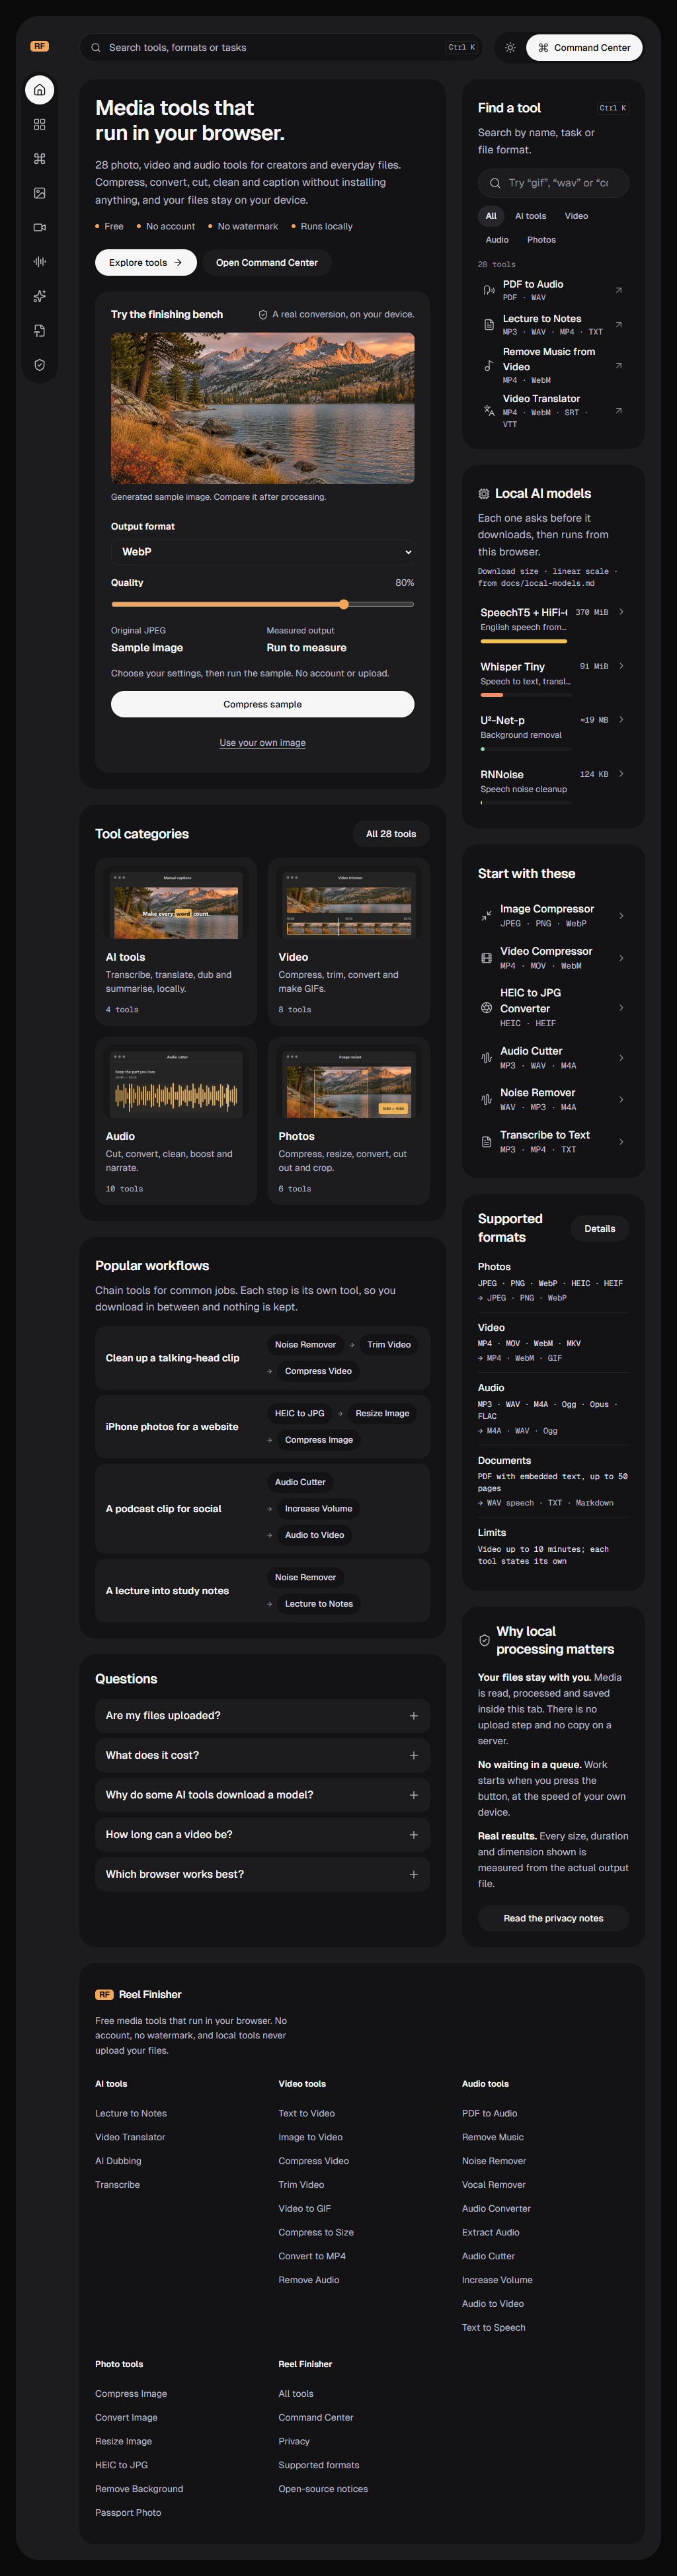 RF
Search tools, formats or tasks
Ctrl K
Command Center
Media tools that
run in your browser.
28 photo, video and audio tools for creators and everyday files.
Compress, convert, cut, clean and caption without installing
anything, and your files stay on your device.
Free
No account
No watermark
Runs locally
Explore tools →
Open Command Center
Try the finishing bench
A real conversion, on your device.
Generated sample image. Compare it after processing.
Output format
WebP
Quality
80%
Original JPEG
Measured output
Sample image
Run to measure
Choose your settings, then run the sample. No account or upload.
Compress sample
Use your own image
Tool categories
All 28 tools
Manual captions
Make every word count.
AI tools
Transcribe, translate, dub and
summarise, locally.
4 tools
Video trimmer
Video
Compress, trim, convert and
make GIFs.
8 tools
Audio cutter
Keep the part you love.
Audio
Cut, convert, clean, boost and
narrate.
10 tools
Image resizer
Photos
Compress, resize, convert, cut
out and crop.
6 tools
Popular workflows
Chain tools for common jobs. Each step is its own tool, so you
download in between and nothing is kept.
Clean up a talking-head clip
Noise Remover → Trim Video
→ Compress Video
iPhone photos for a website
HEIC to JPG → Resize Image
→ Compress Image
A podcast clip for social
Audio Cutter
→ Increase Volume
→ Audio to Video
A lecture into study notes
Noise Remover
→ Lecture to Notes
Questions
Are my files uploaded?
What does it cost?
Why do some AI tools download a model?
How long can a video be?
Which browser works best?
Find a tool
Ctrl K
Search by name, task or
file format.
Try “gif”, “wav” or “co
All
AI tools
Video
Audio
Photos
28 tools
PDF to Audio
PDF · WAV
Lecture to Notes
MP3 · WAV · MP4 · TXT
Remove Music from
Video
MP4 · WebM
Video Translator
MP4 · WebM · SRT ·
VTT
Local AI models
Each one asks before it
downloads, then runs from
this browser.
Download size · linear scale ·
from docs/local-models.md
SpeechT5 + HiFi-(
370 MiB
English speech from…
Whisper Tiny
91 MiB
Speech to text, transl…
U²-Net-p
≈19 MB
Background removal
RNNoise
124 KB
Speech noise cleanup
Start with these
Image Compressor
JPEG · PNG · WebP
Video Compressor
MP4 · MOV · WebM
HEIC to JPG
Converter
HEIC · HEIF
Audio Cutter
MP3 · WAV · M4A
Noise Remover
WAV · MP3 · M4A
Transcribe to Text
MP3 · MP4 · TXT
Supported
formats
Details
Photos
JPEG · PNG · WebP · HEIC · HEIF
→ JPEG · PNG · WebP
Video
MP4 · MOV · WebM · MKV
→ MP4 · WebM · GIF
Audio
MP3 · WAV · M4A · Ogg · Opus ·
FLAC
→ M4A · WAV · Ogg
Documents
PDF with embedded text, up to 50
pages
→ WAV speech · TXT · Markdown
Limits
Video up to 10 minutes; each
tool states its own
Why local
processing matters
Your files stay with you. Media
is read, processed and saved
inside this tab. There is no
upload step and no copy on a
server.
No waiting in a queue. Work
starts when you press the
button, at the speed of your own
device.
Real results. Every size, duration
and dimension shown is
measured from the actual output
file.
Read the privacy notes
RF Reel Finisher
Free media tools that run in your browser. No
account, no watermark, and local tools never
upload your files.
AI tools
Lecture to Notes
Video Translator
AI Dubbing
Transcribe
Video tools
Text to Video
Image to Video
Compress Video
Trim Video
Video to GIF
Compress to Size
Convert to MP4
Remove Audio
Audio tools
PDF to Audio
Remove Music
Noise Remover
Vocal Remover
Audio Converter
Extract Audio
Audio Cutter
Increase Volume
Audio to Video
Text to Speech
Photo tools
Compress Image
Convert Image
Resize Image
HEIC to JPG
Remove Background
Passport Photo
Reel Finisher
All tools
Command Center
Privacy
Supported formats
Open-source notices